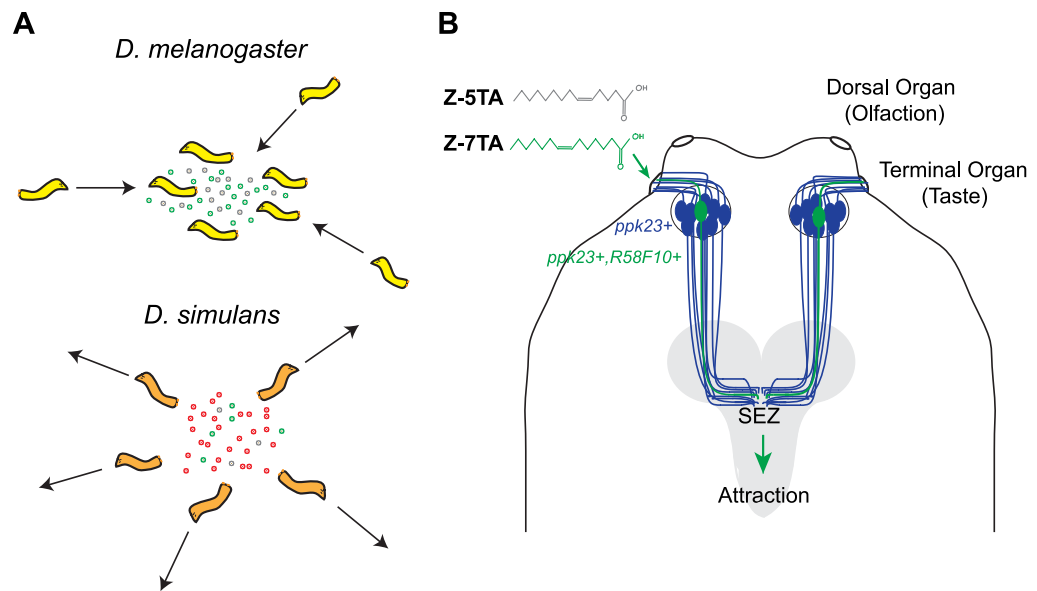 A
D. melanogaster
D. simulans
B
Z-5TA
OH
O
Z-7TA
OH
O
Dorsal Organ
(Olfaction)
Terminal Organ
(Taste)
ppk23+
ppk23+,R58F10+
SEZ
Attraction